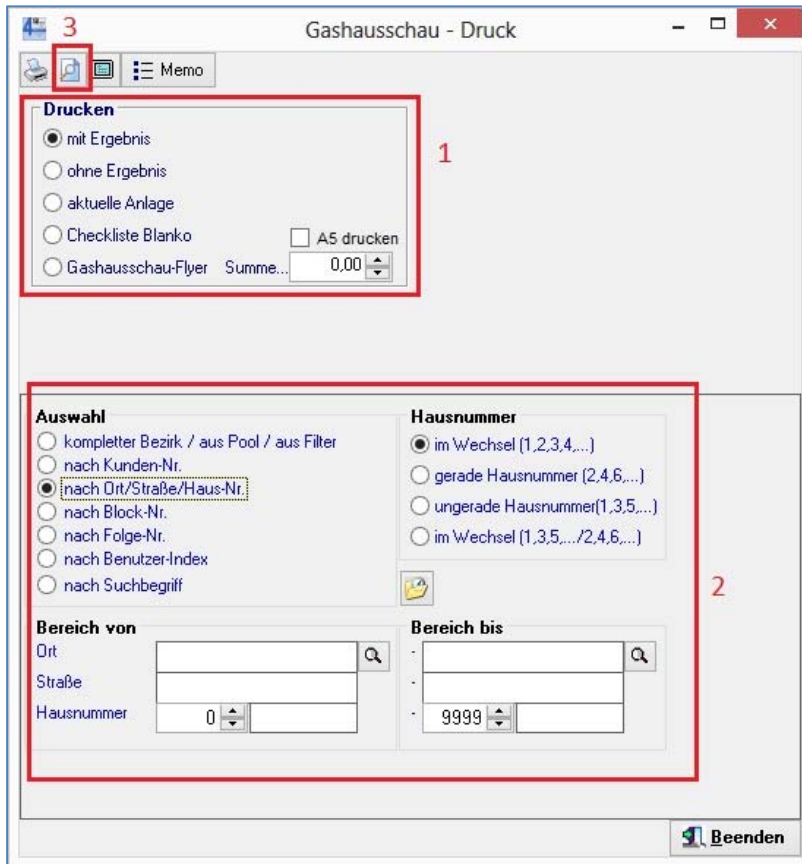 3 Gashausschau - Druck
Memo
Drucken
mit Ergebnis
ohne Ergebnis
aktuelle Anlage
Checkliste Blanko
A5 drucken
Gashausschau-Flyer Summe... 0,00
1
Auswahl
kompletter Bezirk / aus Pool / aus Filter
nach Kunden-Nr.
nach Ort/Straße/Haus-Nr.
nach Block-Nr.
nach Folge-Nr.
nach Benutzer-Index
nach Suchbegriff
Hausnummer
im Wechsel (1,2,3,4,...)
gerade Hausnummer (2,4,6,...)
ungerade Hausnummer(1,3,5,...)
im Wechsel (1,3,5,.../2,4,6,...)
2
Bereich von
Ort
Straße
Hausnummer 0
Bereich bis
-
-
- 9999
Beenden